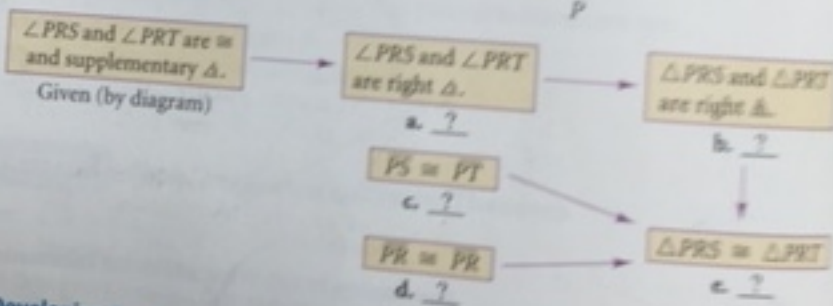 P
∠PRS and ∠PRT are ≅
and supplementary ∡.
Given (by diagram)
∠PRS and ∠PRT
are right ∡.
a. ?
△PRS and △PRT
are right ⧌.
b. ?
PS ≅ PT
c. ?
PR ≅ PR
d. ?
△PRS ≅ △PRT
e. ?